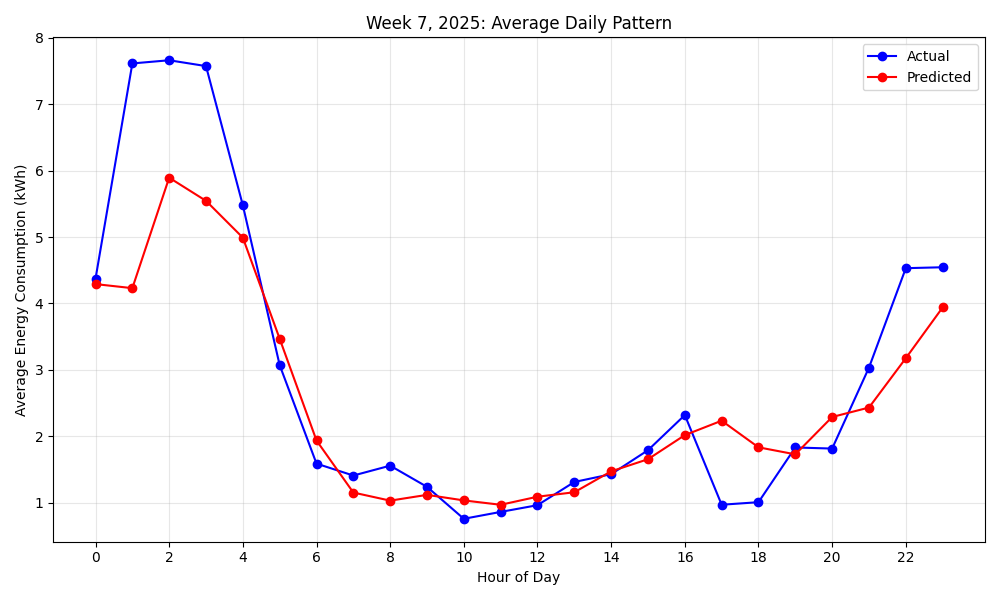 Week 7, 2025: Average Daily Pattern
Actual
Predicted
Average Energy Consumption (kWh)
8
7
6
5
4
3
2
1
0 2 4 6 8 10 12 14 16 18 20 22
Hour of Day